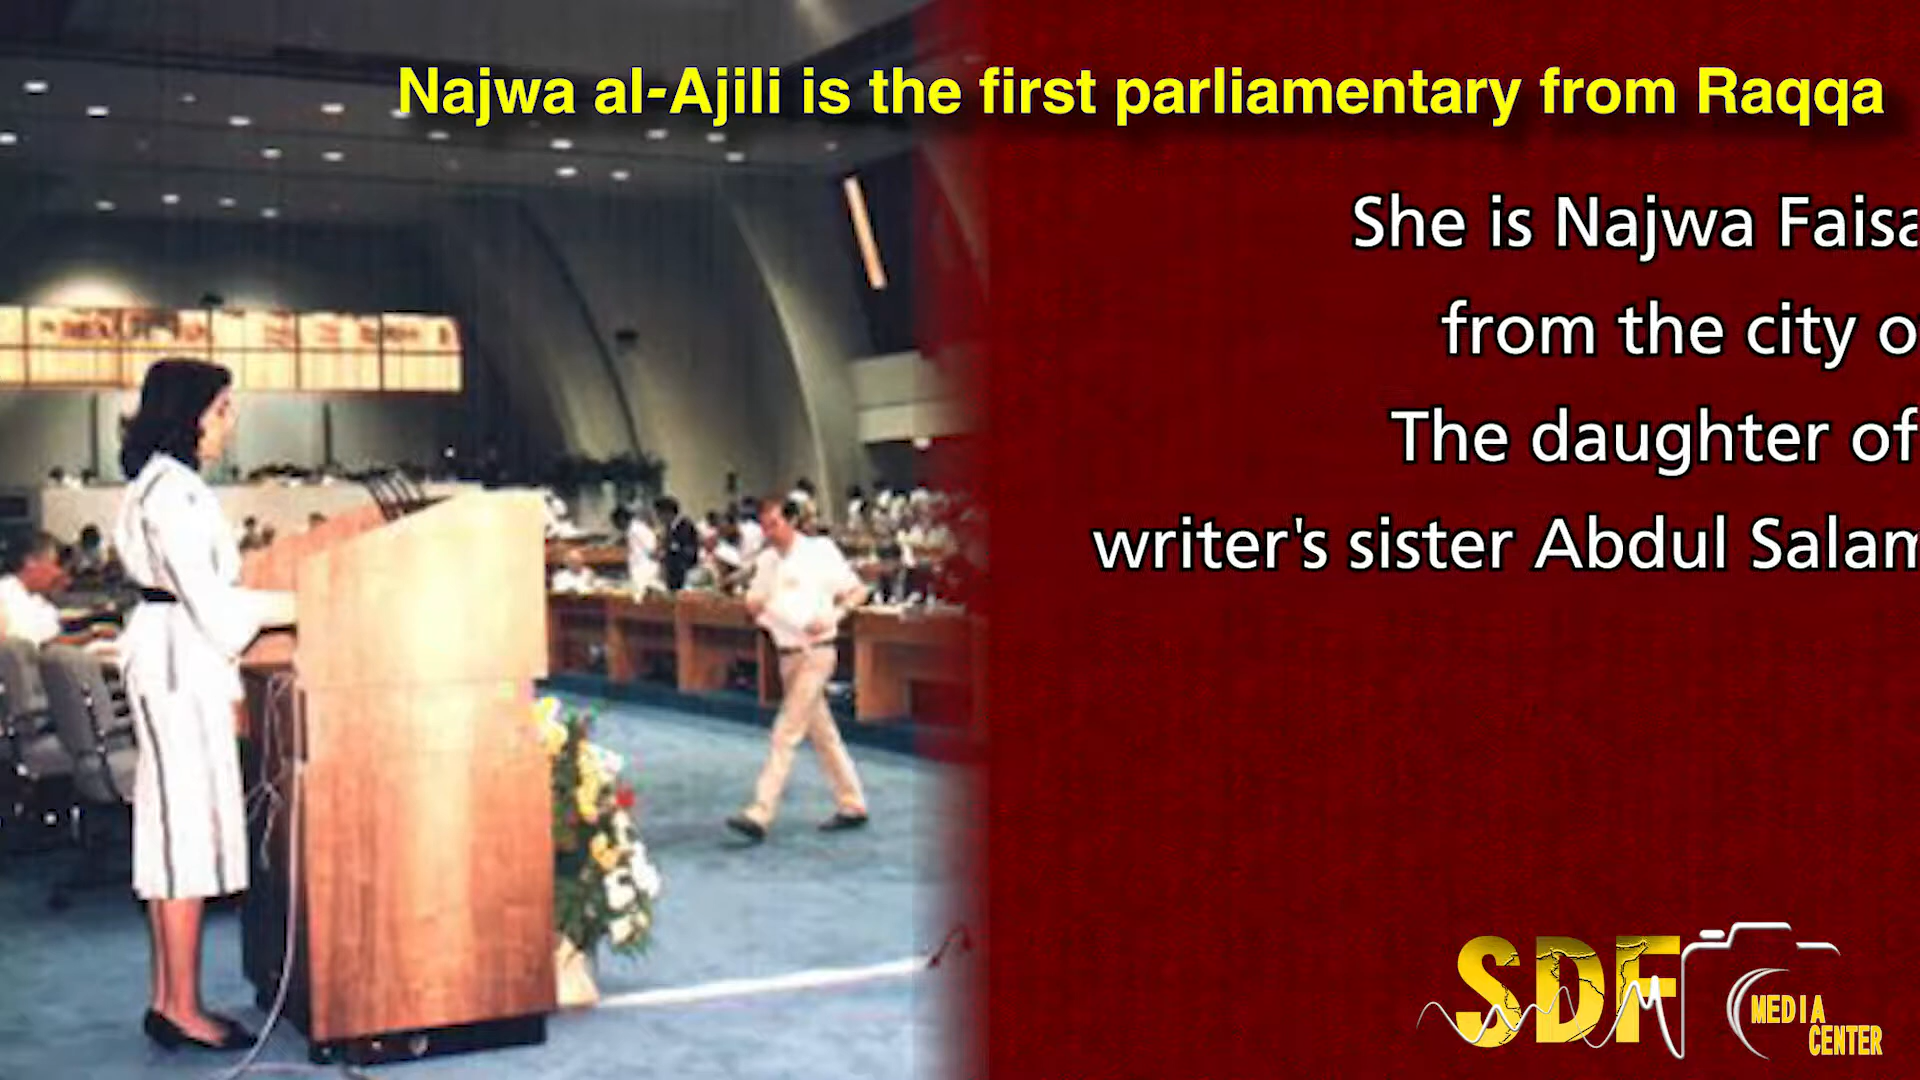 Najwa al-Ajili is the first parliamentary from Raqqa
She is Najwa Faisa
from the city o
The daughter of
writer's sister Abdul Salam
SDF
MEDIA
CENTER